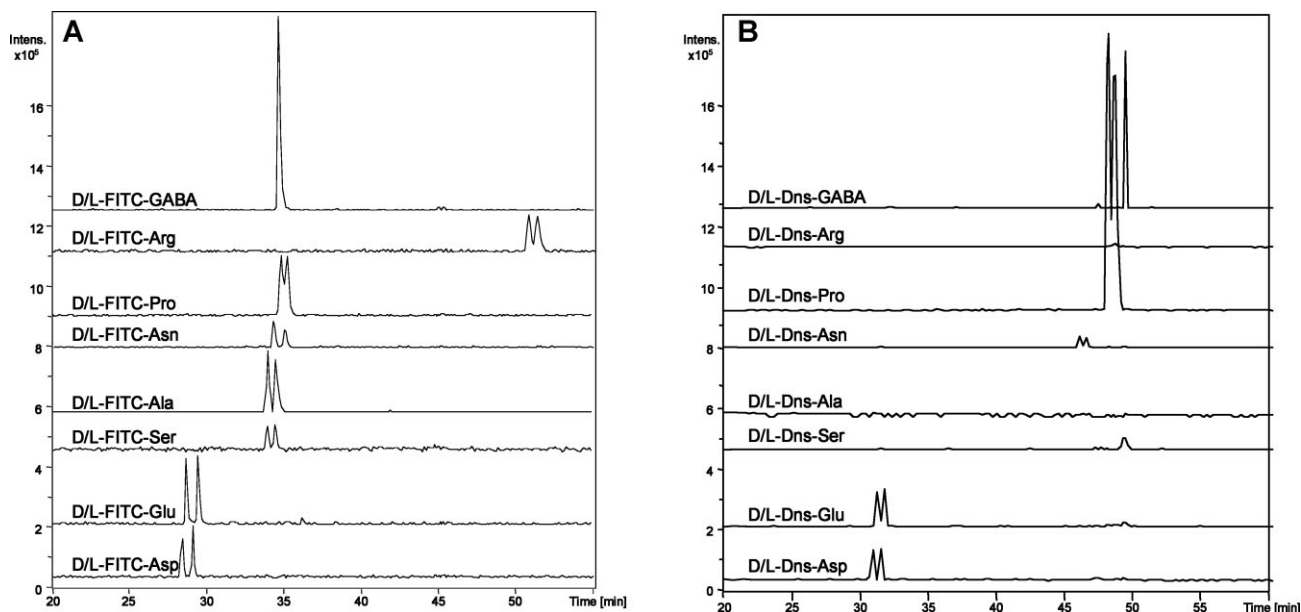 A
Intens.
x10⁵
16
14
12
10
8
6
4
2
0
D/L-FITC-GABA
D/L-FITC-Arg
D/L-FITC-Pro
D/L-FITC-Asn
D/L-FITC-Ala
D/L-FITC-Ser
D/L-FITC-Glu
D/L-FITC-Asp
20 25 30 35 40 45 50 Time [min]
B
Intens.
x10⁵
16
14
12
10
8
6
4
2
0
D/L-Dns-GABA
D/L-Dns-Arg
D/L-Dns-Pro
D/L-Dns-Asn
D/L-Dns-Ala
D/L-Dns-Ser
D/L-Dns-Glu
D/L-Dns-Asp
20 25 30 35 40 45 50 55 Time [min]